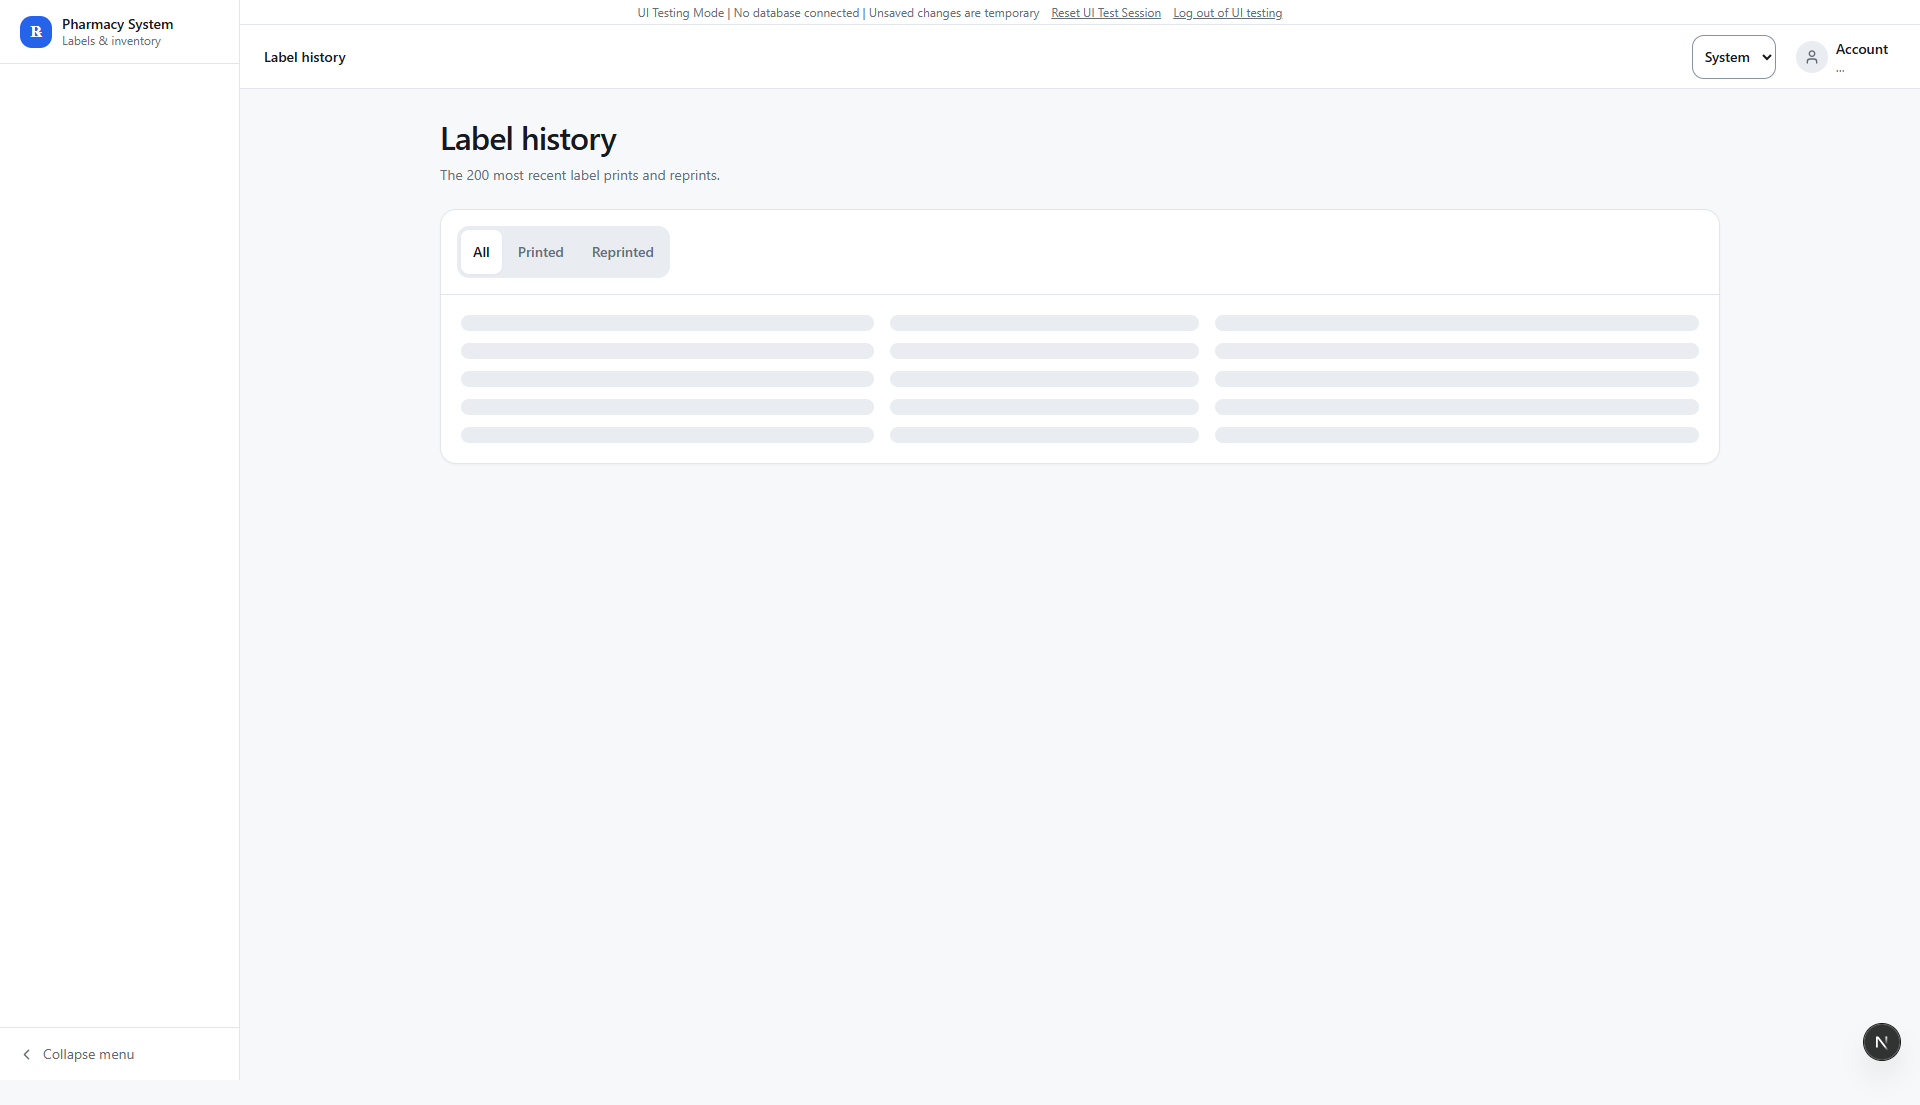 ℞
Pharmacy System
Labels & inventory
UI Testing Mode | No database connected | Unsaved changes are temporary Reset UI Test Session Log out of UI testing
Label history
System
Account
...
Label history
The 200 most recent label prints and reprints.
All Printed Reprinted
Collapse menu
N